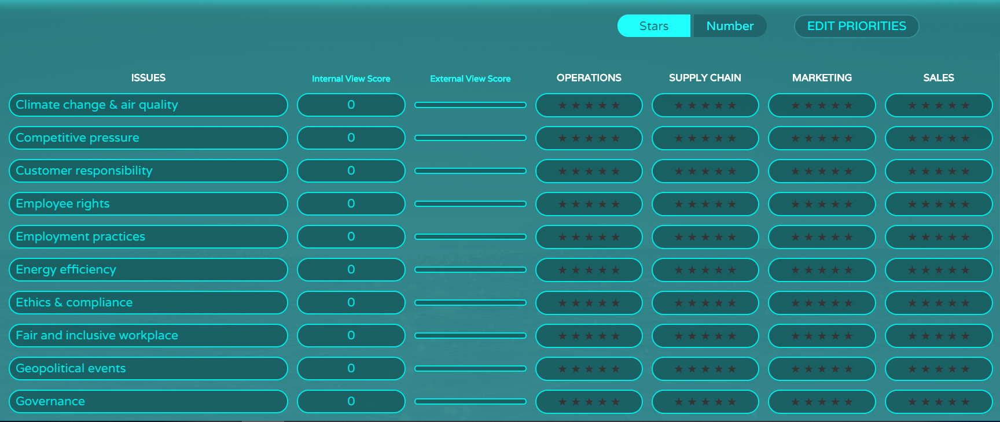 Stars Number EDIT PRIORITIES
ISSUES Internal View Score External View Score OPERATIONS SUPPLY CHAIN MARKETING SALES
Climate change & air quality 0 ★ ★ ★ ★ ★ ★ ★ ★ ★ ★ ★ ★ ★ ★ ★ ★ ★ ★ ★ ★
Competitive pressure 0 ★ ★ ★ ★ ★ ★ ★ ★ ★ ★ ★ ★ ★ ★ ★ ★ ★ ★ ★ ★
Customer responsibility 0 ★ ★ ★ ★ ★ ★ ★ ★ ★ ★ ★ ★ ★ ★ ★ ★ ★ ★ ★ ★
Employee rights 0 ★ ★ ★ ★ ★ ★ ★ ★ ★ ★ ★ ★ ★ ★ ★ ★ ★ ★ ★ ★
Employment practices 0 ★ ★ ★ ★ ★ ★ ★ ★ ★ ★ ★ ★ ★ ★ ★ ★ ★ ★ ★ ★
Energy efficiency 0 ★ ★ ★ ★ ★ ★ ★ ★ ★ ★ ★ ★ ★ ★ ★ ★ ★ ★ ★ ★
Ethics & compliance 0 ★ ★ ★ ★ ★ ★ ★ ★ ★ ★ ★ ★ ★ ★ ★ ★ ★ ★ ★ ★
Fair and inclusive workplace 0 ★ ★ ★ ★ ★ ★ ★ ★ ★ ★ ★ ★ ★ ★ ★ ★ ★ ★ ★ ★
Geopolitical events 0 ★ ★ ★ ★ ★ ★ ★ ★ ★ ★ ★ ★ ★ ★ ★ ★ ★ ★ ★ ★
Governance 0 ★ ★ ★ ★ ★ ★ ★ ★ ★ ★ ★ ★ ★ ★ ★ ★ ★ ★ ★ ★